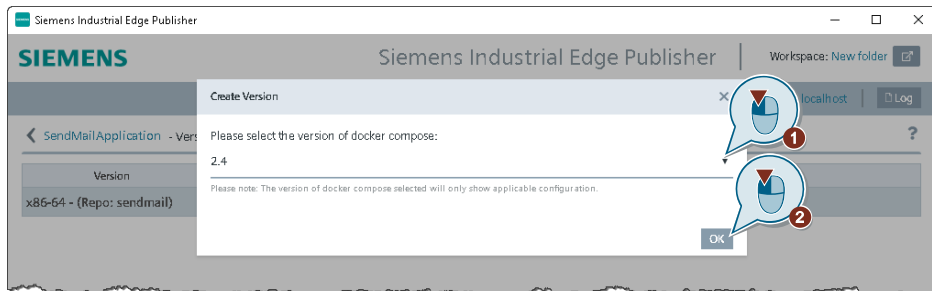 Siemens Industrial Edge Publisher
SIEMENS
Siemens Industrial Edge Publisher
Workspace: New folder
Create Version
localhost
Log
SendMailApplication - Vers
Please select the version of docker compose:
?
2.4
1
Version
Please note: The version of docker compose selected will only show applicable configuration.
x86-64 - (Repo: sendmail)
2
OK